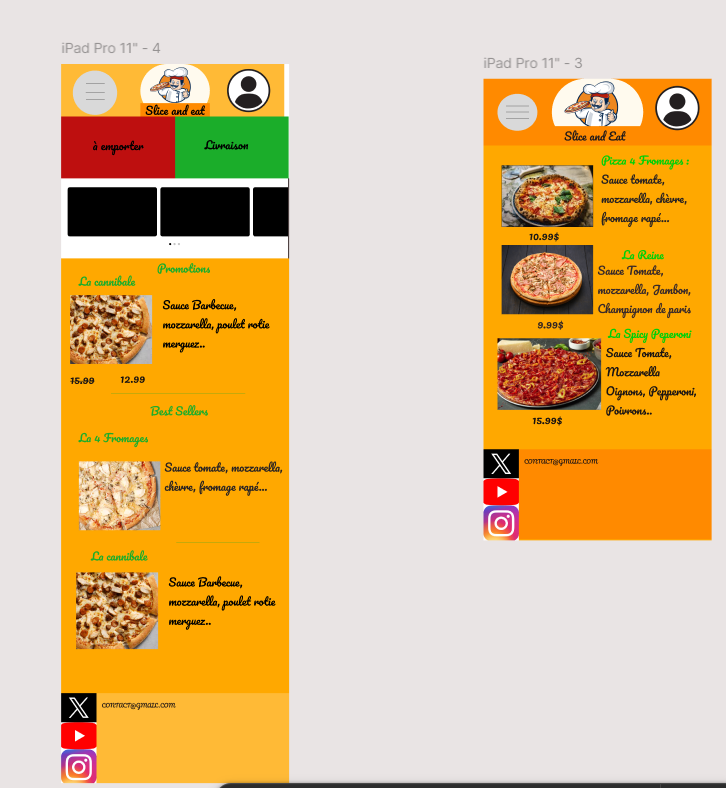 iPad Pro 11" - 4
Slice and eat
à emporter
Livraison
Promotions
La cannibale
Sauce Barbecue,
mozzarella, poulet rotie
merguez..
15.99
12.99
Best Sellers
La 4 Fromages
Sauce tomate, mozzarella,
chèvre, fromage rapé...
La cannibale
Sauce Barbecue,
mozzarella, poulet rotie
merguez..
contact@gmail.com
iPad Pro 11" - 3
Slice and Eat
Pizza 4 Fromages :
Sauce tomate,
mozzarella, chèvre,
fromage rapé...
10.99$
La Reine
Sauce Tomate,
mozzarella, Jambon,
Champignon de paris
9.99$
La Spicy Peperoni
Sauce Tomate,
Mozzarella
Oignons, Pepperoni,
Poivrons..
15.99$
contact@gmail.com